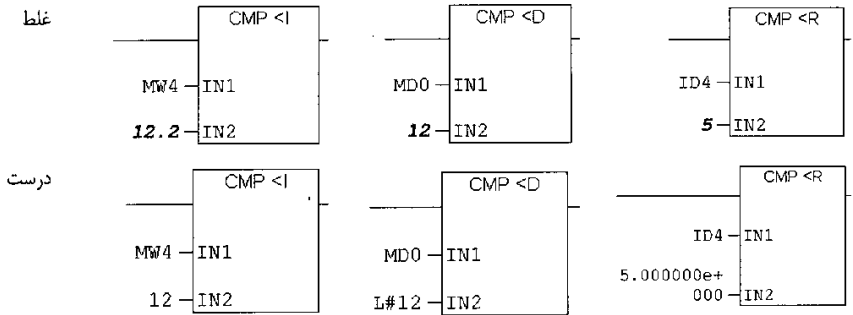 غلط
CMP <I
CMP <D
CMP <R
MW4 IN1
MD0 IN1
ID4 IN1
12.2 IN2
12 IN2
5 IN2
درست
CMP <I
CMP <D
CMP <R
MW4 IN1
MD0 IN1
ID4 IN1
12 IN2
L#12 IN2
5.000000e+
000 IN2